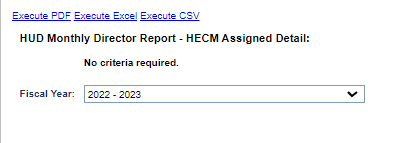 Execute PDF Execute Excel Execute CSV
HUD Monthly Director Report - HECM Assigned Detail:
No criteria required.
Fiscal Year: 2022 - 2023